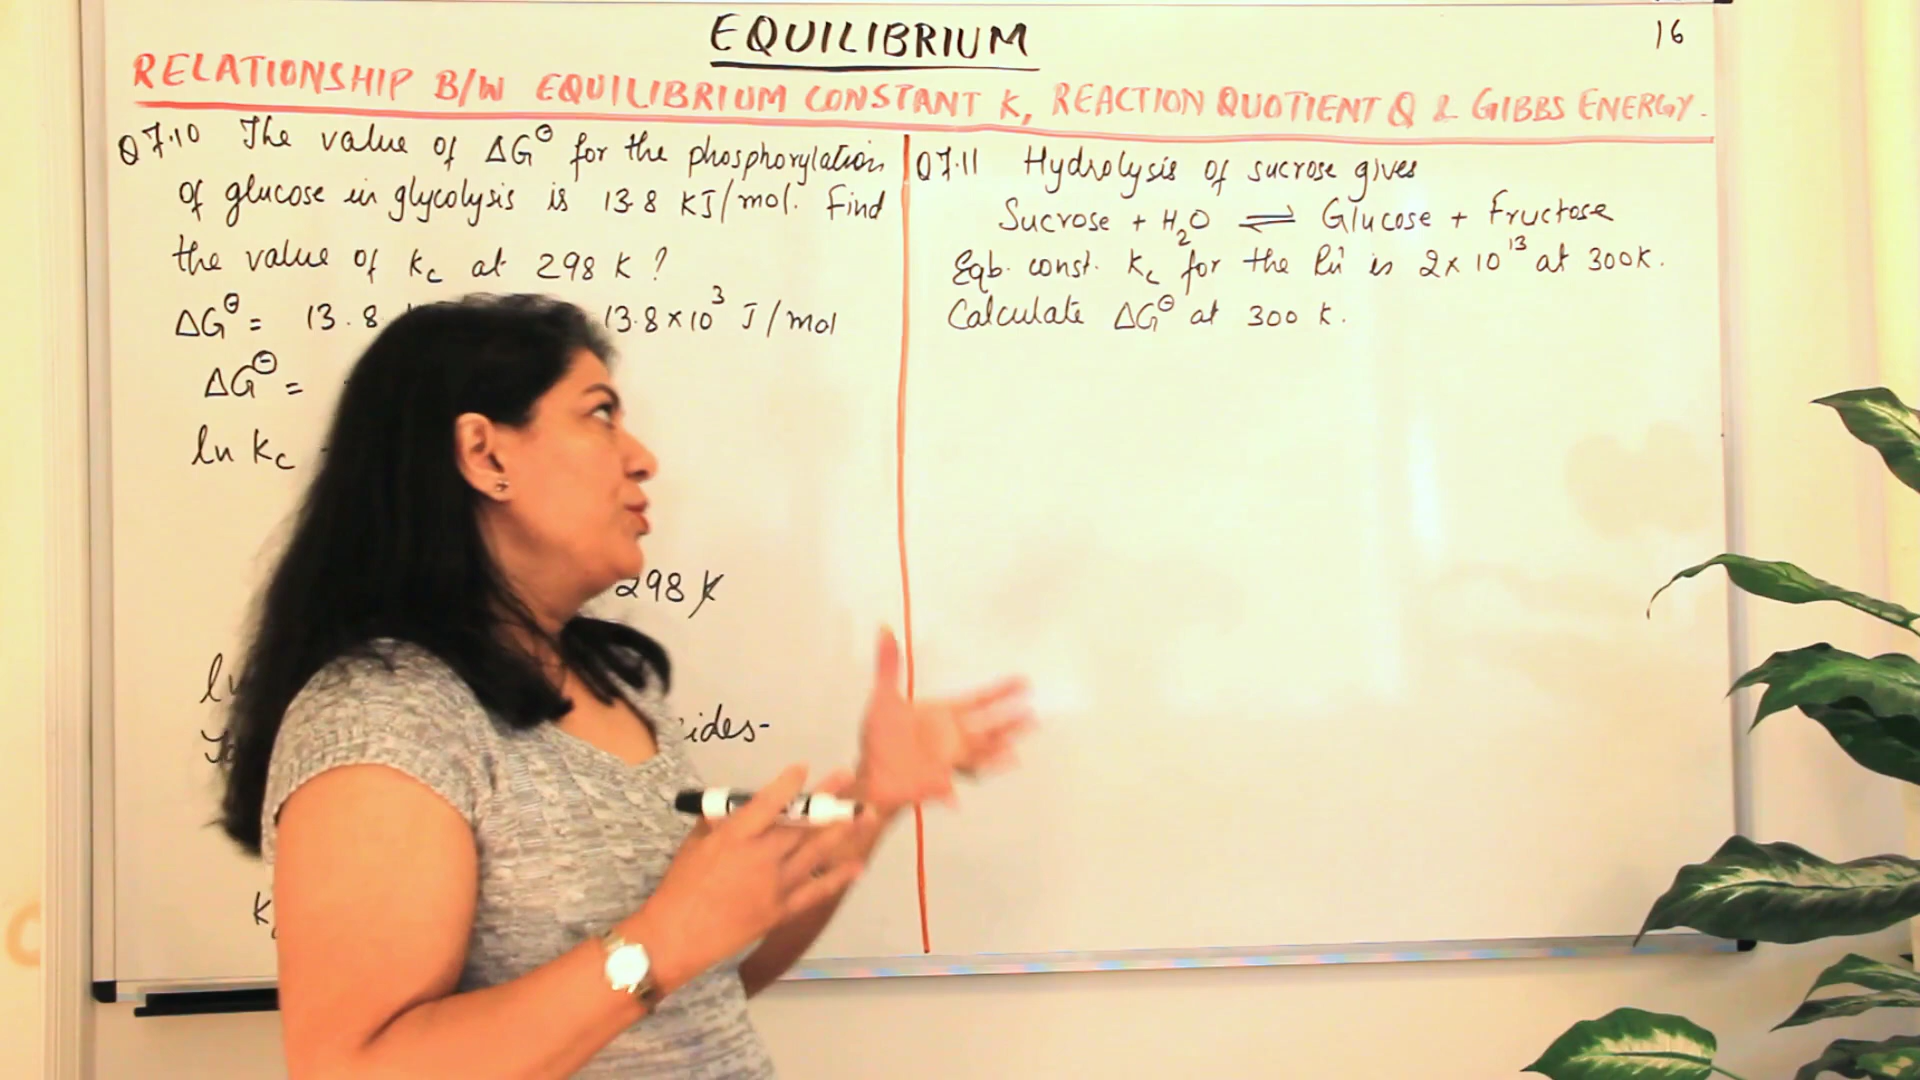 EQUILIBRIUM
16
RELATIONSHIP B/W EQUILIBRIUM CONSTANT K, REACTION QUOTIENT Q & GIBBS ENERGY.
Q 7.10 The value of ΔG⊖ for the phosphorylation
of glucose in glycolysis is 13.8 KJ/mol. Find
the value of Kc at 298 K ?
ΔG⊖ = 13.8 13.8×10³ J/mol
ΔG⊖ =
ln Kc
298 K
ides-
K
Q 7.11 Hydrolysis of sucrose gives
Sucrose + H₂O ⇌ Glucose + Fructose
Eqb. const. Kc for the Rn is 2×10¹³ at 300K.
Calculate ΔG⊖ at 300 K.